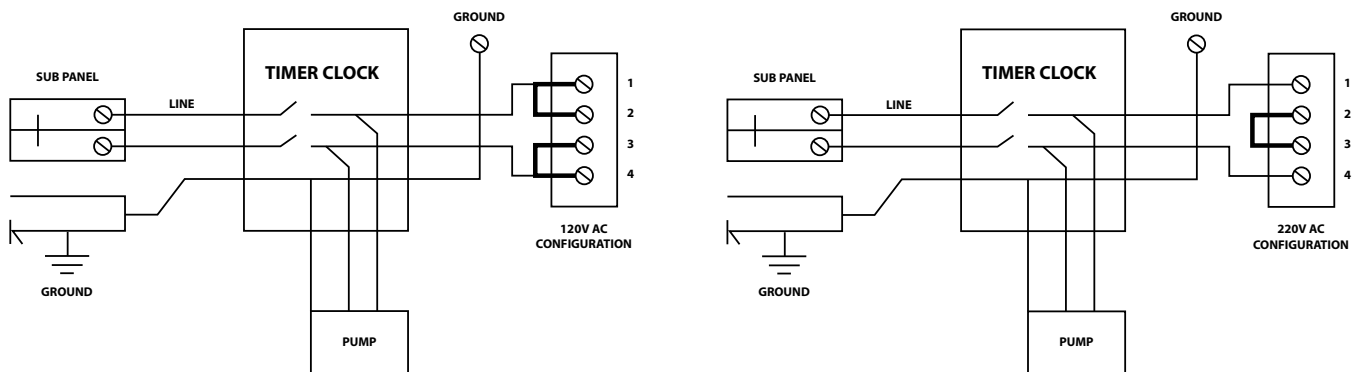 GROUND
SUB PANEL
LINE
TIMER CLOCK
1
2
3
4
120V AC
CONFIGURATION
GROUND
PUMP
GROUND
SUB PANEL
LINE
TIMER CLOCK
1
2
3
4
220V AC
CONFIGURATION
GROUND
PUMP